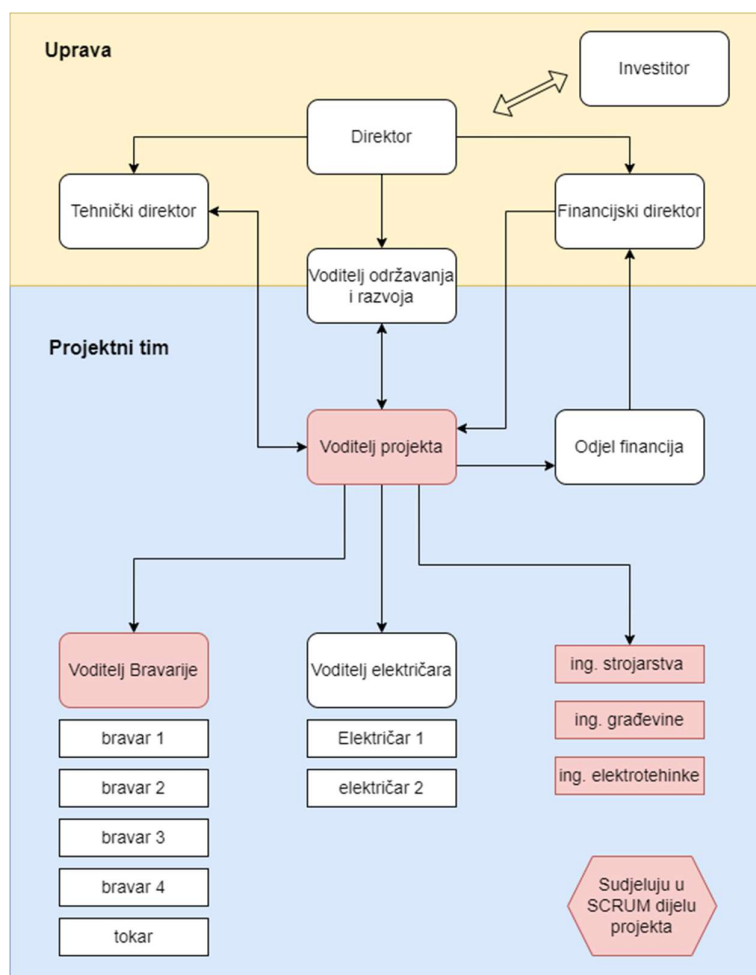 Uprava
Investitor
Direktor
Tehnički direktor
Financijski direktor
Voditelj održavanja
i razvoja
Projektni tim
Voditelj projekta
Odjel financija
Voditelj Bravarije
Voditelj električara
ing. strojarstva
bravar 1
Električar 1
ing. građevine
bravar 2
električar 2
ing. elektrotehinke
bravar 3
bravar 4
tokar
Sudjeluju u
SCRUM dijelu
projekta